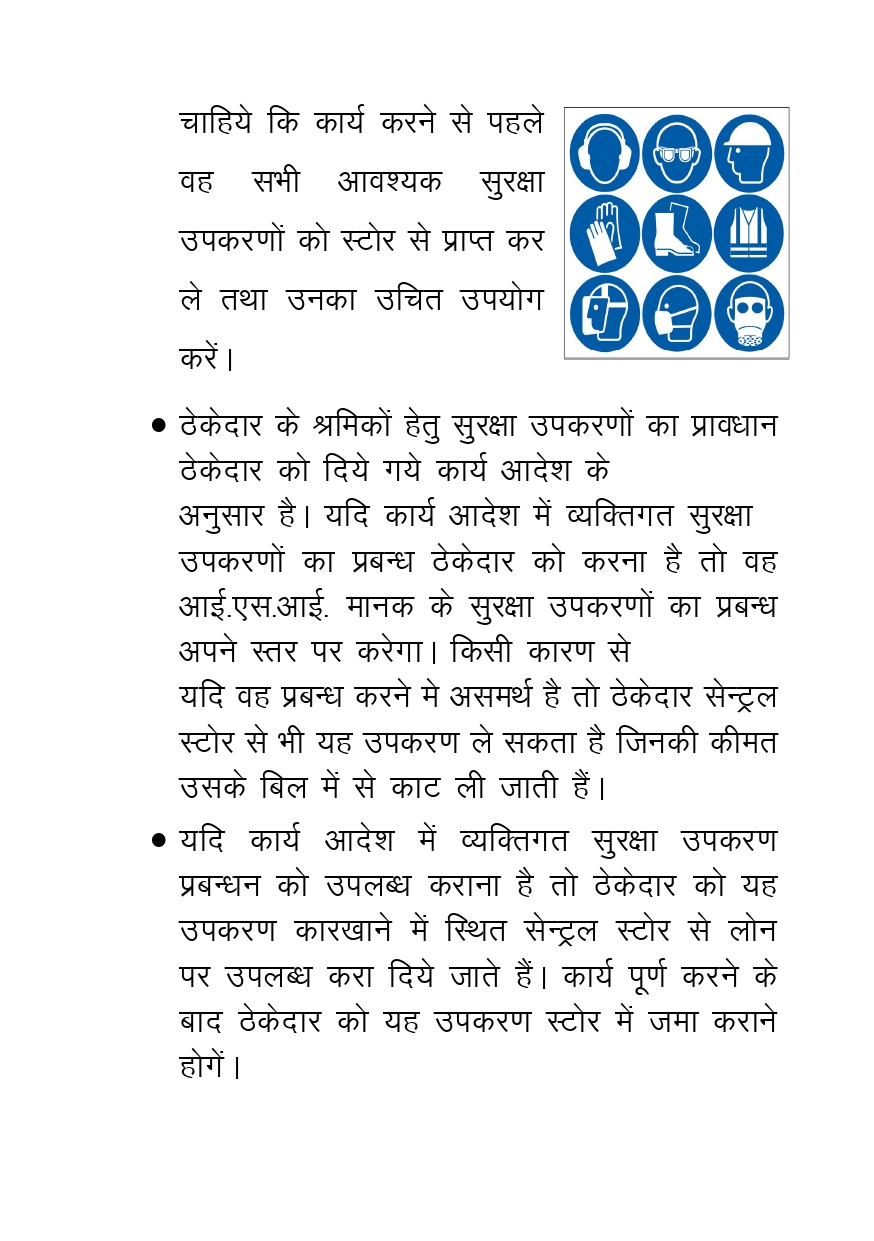 चाहिये कि कार्य करने से पहले
वह सभी आवश्यक सुरक्षा
उपकरणों को स्टोर से प्राप्त कर
ले तथा उनका उचित उपयोग
करें।
• ठेकेदार के श्रमिकों हेतु सुरक्षा उपकरणों का प्रावधान
ठेकेदार को दिये गये कार्य आदेश के
अनुसार है। यदि कार्य आदेश में व्यक्तिगत सुरक्षा
उपकरणों का प्रबन्ध ठेकेदार को करना है तो वह
आई.एस.आई. मानक के सुरक्षा उपकरणों का प्रबन्ध
अपने स्तर पर करेगा। किसी कारण से
यदि वह प्रबन्ध करने मे असमर्थ है तो ठेकेदार सेन्ट्रल
स्टोर से भी यह उपकरण ले सकता है जिनकी कीमत
उसके बिल में से काट ली जाती हैं।
• यदि कार्य आदेश में व्यक्तिगत सुरक्षा उपकरण
प्रबन्धन को उपलब्ध कराना है तो ठेकेदार को यह
उपकरण कारखाने में स्थित सेन्ट्रल स्टोर से लोन
पर उपलब्ध करा दिये जाते हैं। कार्य पूर्ण करने के
बाद ठेकेदार को यह उपकरण स्टोर में जमा कराने
होगें।